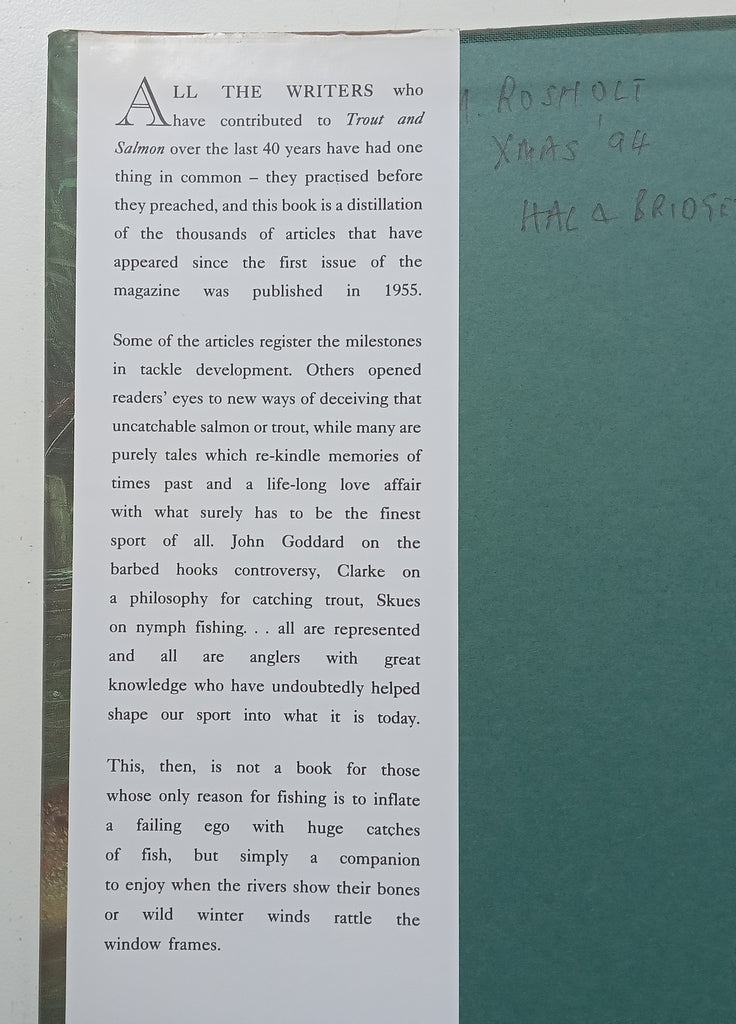 ALL THE WRITERS who
have contributed to Trout and
Salmon over the last 40 years have had one
thing in common – they practised before
they preached, and this book is a distillation
of the thousands of articles that have
appeared since the first issue of the
magazine was published in 1955.
Some of the articles register the milestones
in tackle development. Others opened
readers' eyes to new ways of deceiving that
uncatchable salmon or trout, while many are
purely tales which re-kindle memories of
times past and a life-long love affair
with what surely has to be the finest
sport of all. John Goddard on the
barbed hooks controversy, Clarke on
a philosophy for catching trout, Skues
on nymph fishing. . . all are represented
and all are anglers with great
knowledge who have undoubtedly helped
shape our sport into what it is today.
This, then, is not a book for those
whose only reason for fishing is to inflate
a failing ego with huge catches
of fish, but simply a companion
to enjoy when the rivers show their bones
or wild winter winds rattle the
window frames.
ROSHOLT
XMAS '94
HAL &